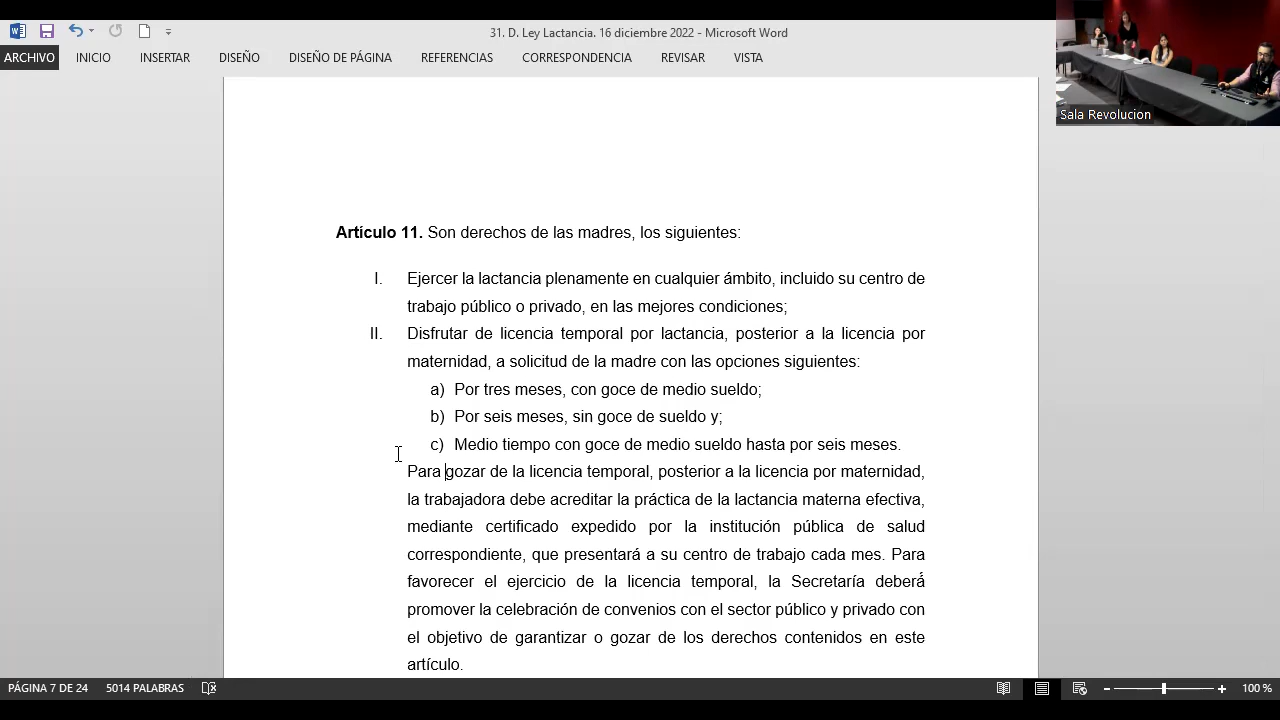 31. D. Ley Lactancia. 16 diciembre 2022 - Microsoft Word
ARCHIVO INICIO INSERTAR DISEÑO DISEÑO DE PÁGINA REFERENCIAS CORRESPONDENCIA REVISAR VISTA
Sala Revolucion
Artículo 11. Son derechos de las madres, los siguientes:
I. Ejercer la lactancia plenamente en cualquier ámbito, incluido su centro de
trabajo público o privado, en las mejores condiciones;
II. Disfrutar de licencia temporal por lactancia, posterior a la licencia por
maternidad, a solicitud de la madre con las opciones siguientes:
a) Por tres meses, con goce de medio sueldo;
b) Por seis meses, sin goce de sueldo y;
c) Medio tiempo con goce de medio sueldo hasta por seis meses.
Para gozar de la licencia temporal, posterior a la licencia por maternidad,
la trabajadora debe acreditar la práctica de la lactancia materna efectiva,
mediante certificado expedido por la institución pública de salud
correspondiente, que presentará a su centro de trabajo cada mes. Para
favorecer el ejercicio de la licencia temporal, la Secretaría deberá
promover la celebración de convenios con el sector público y privado con
el objetivo de garantizar o gozar de los derechos contenidos en este
artículo.
PÁGINA 7 DE 24 5014 PALABRAS 100 %